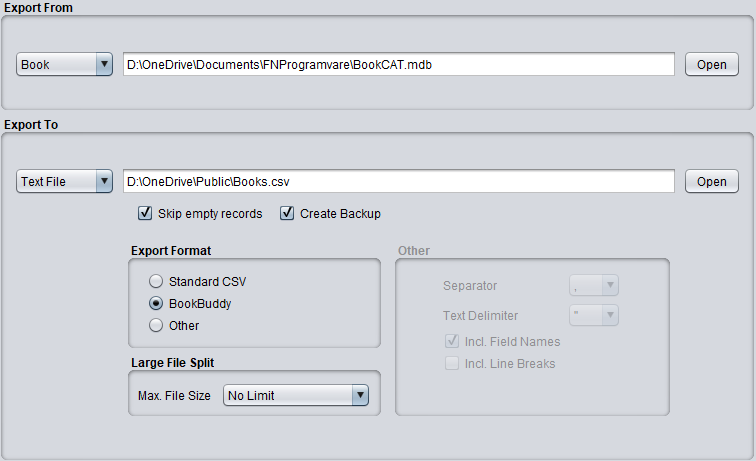 Export From
Book D:\OneDrive\Documents\FNProgramvare\BookCAT.mdb Open
Export To
Text File D:\OneDrive\Public\Books.csv Open
Skip empty records Create Backup
Export Format
Standard CSV
BookBuddy
Other
Large File Split
Max. File Size No Limit
Other
Separator ,
Text Delimiter "
Incl. Field Names
Incl. Line Breaks